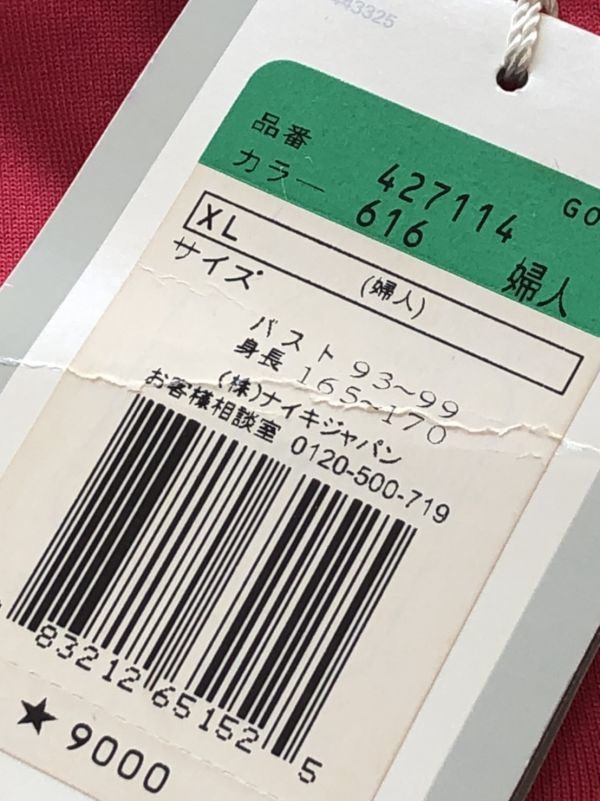 443325
品番 427114 GO
カラー 616 婦人
XL (婦人)
サイズ
バスト 93~99
身長 165~170
(株)ナイキジャパン
お客様相談室 0120-500-719
83212 65152 5
★9000